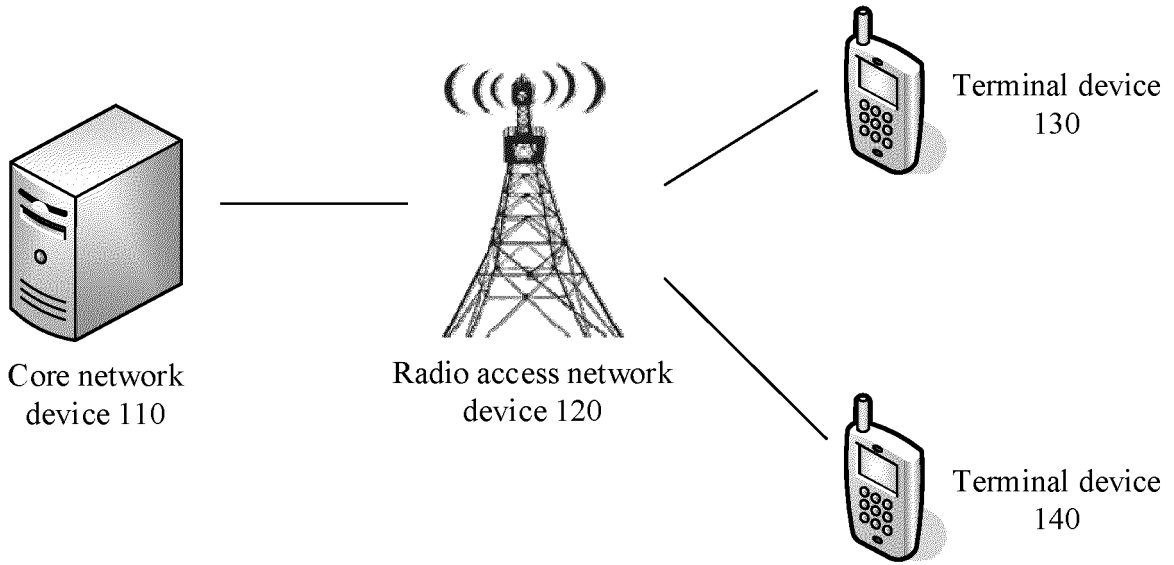 Terminal device
130
Core network
device 110
Radio access network
device 120
Terminal device
140